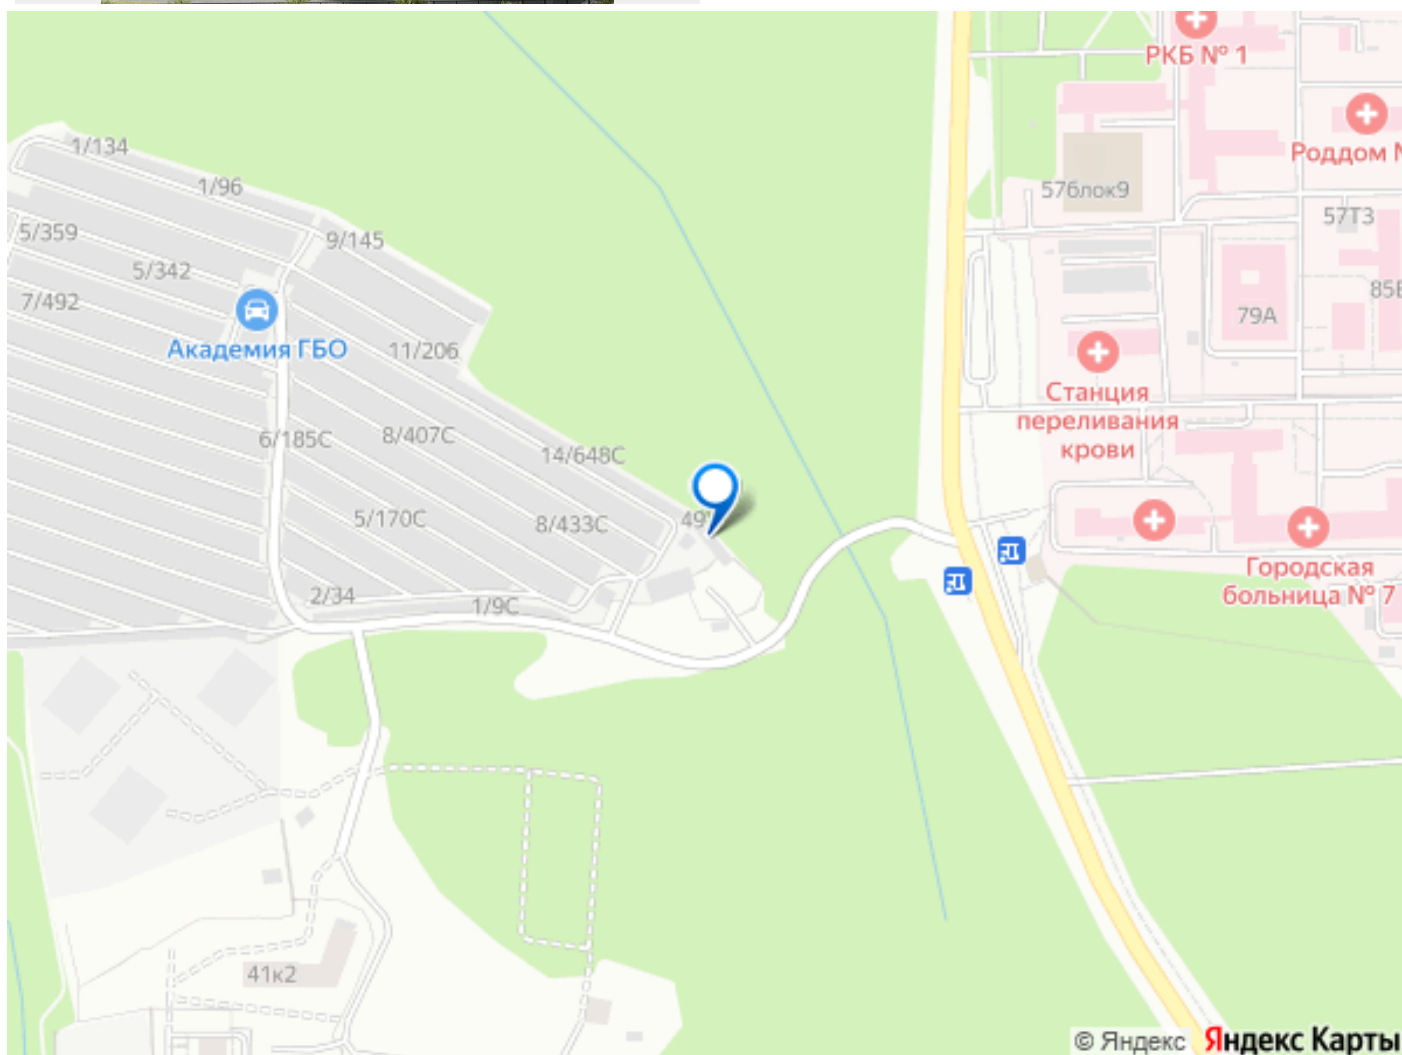 РКБ № 1
Роддом
57блок9
57Т3
79А
Станция
переливания
крови
Городская
больница № 7
1/134
1/96
5/359
9/145
5/342
7/492
Академия ГБО
11/206
6/185С
8/407С
14/648С
5/170С
8/433С
2/34
1/9С
41к2
© Яндекс Яндекс Карты